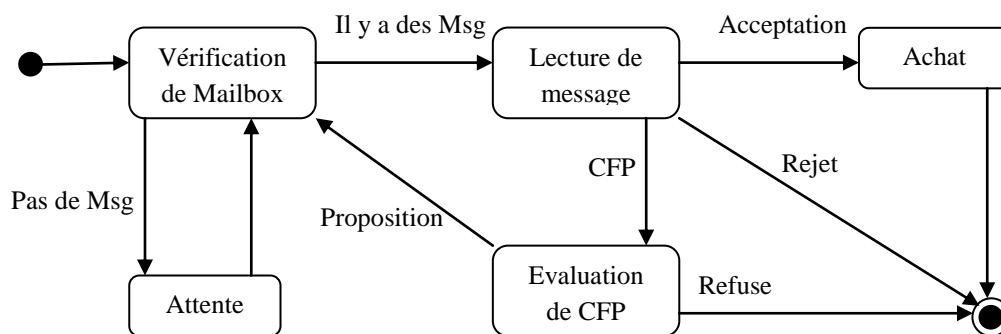 Il y a des Msg
Acceptation
Vérification
de Mailbox
Lecture de
message
Achat
Pas de Msg
CFP
Rejet
Proposition
Attente
Evaluation
de CFP
Refuse